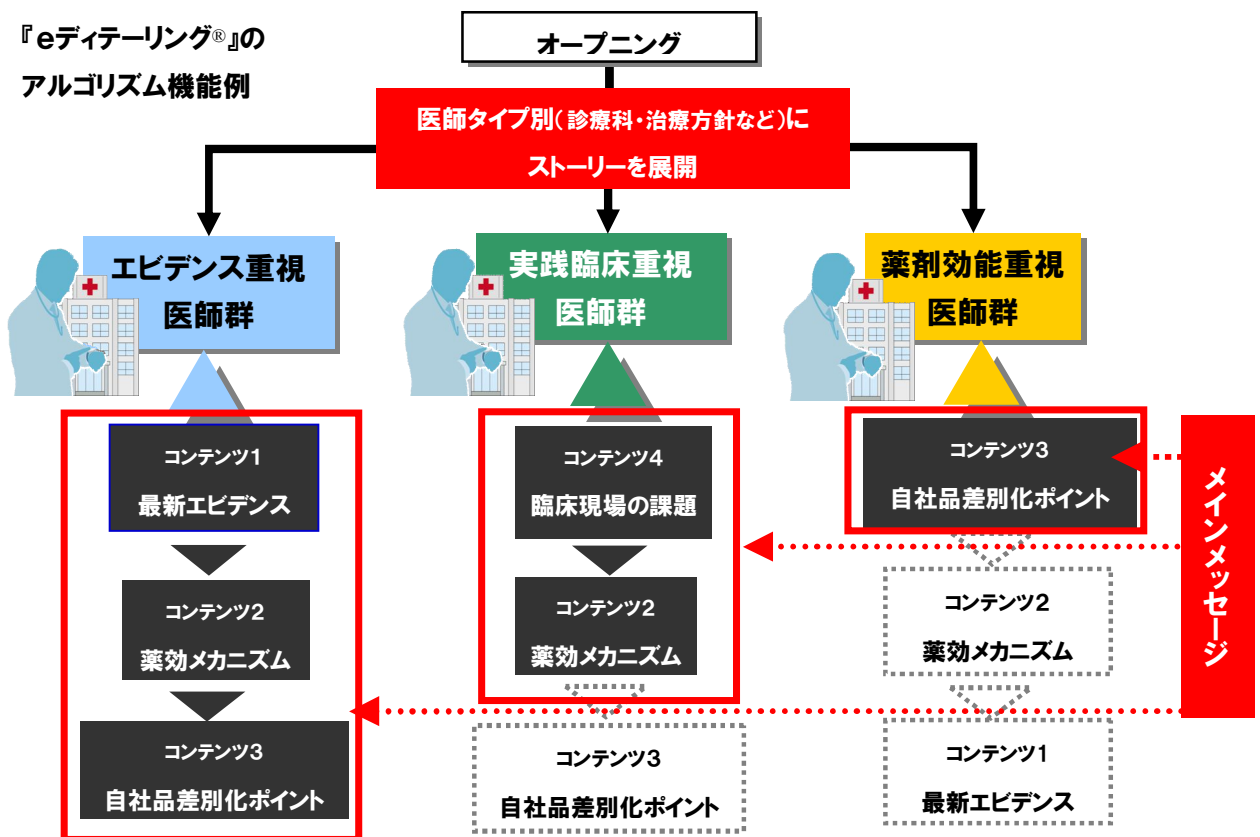 『eディテーリング®』の
アルゴリズム機能例
オープニング
医師タイプ別(診療科・治療方針など)に
ストーリーを展開
エビデンス重視
医師群
実践臨床重視
医師群
薬剤効能重視
医師群
コンテンツ1
最新エビデンス
コンテンツ2
薬効メカニズム
コンテンツ3
自社品差別化ポイント
コンテンツ4
臨床現場の課題
コンテンツ2
薬効メカニズム
コンテンツ3
自社品差別化ポイント
コンテンツ3
自社品差別化ポイント
コンテンツ2
薬効メカニズム
コンテンツ1
最新エビデンス
メインメッセージ